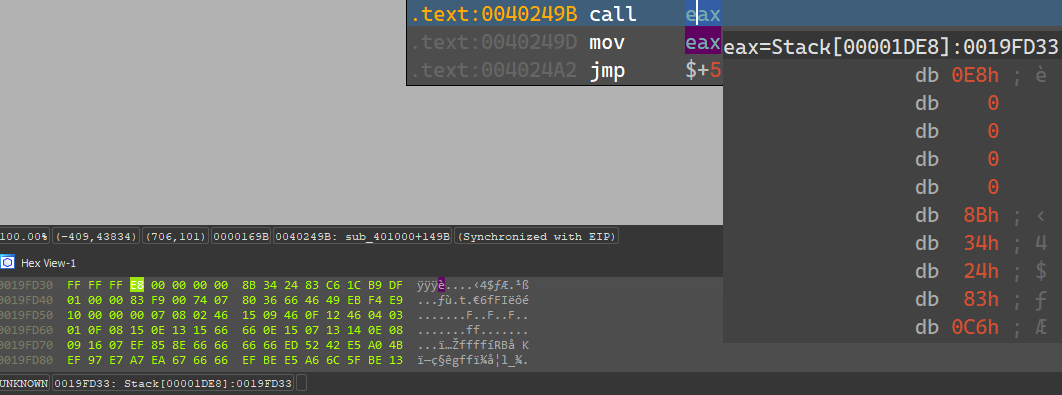 .text:0040249B call eax
.text:0040249D mov eax
.text:004024A2 jmp $+5
eax=Stack[00001DE8]:0019FD33
db 0E8h ; è
db 0
db 0
db 0
db 0
db 8Bh ; ‹
db 34h ; 4
db 24h ; $
db 83h ; ƒ
db 0C6h ; Æ
100.00% (-409,43834) (706,101) 0000169B 0040249B: sub_401000+149B (Synchronized with EIP)
Hex View-1
0019FD30 FF FF FF E8 00 00 00 00 8B 34 24 83 C6 1C B9 DF ÿÿÿè....‹4$ƒÆ.¹ß
0019FD40 01 00 00 83 F9 00 74 07 80 36 66 46 49 EB F4 E9 ...ƒù.t.€6fFIëôé
0019FD50 10 00 00 00 07 08 02 46 15 09 46 0F 12 46 04 03 .......F..F..F..
0019FD60 01 0F 08 15 0E 13 15 66 66 0E 15 07 13 14 0E 08 .......ff.......
0019FD70 09 16 07 EF 85 8E 66 66 66 66 ED 52 42 E5 A0 4B ...ï…ŽffffíRBå K
0019FD80 EF 97 E7 A7 EA 67 66 66 EF BE E5 A6 6C 5F BE 13 ï—ç§êgffï¾å¦l_¾.
UNKNOWN 0019FD33: Stack[00001DE8]:0019FD33